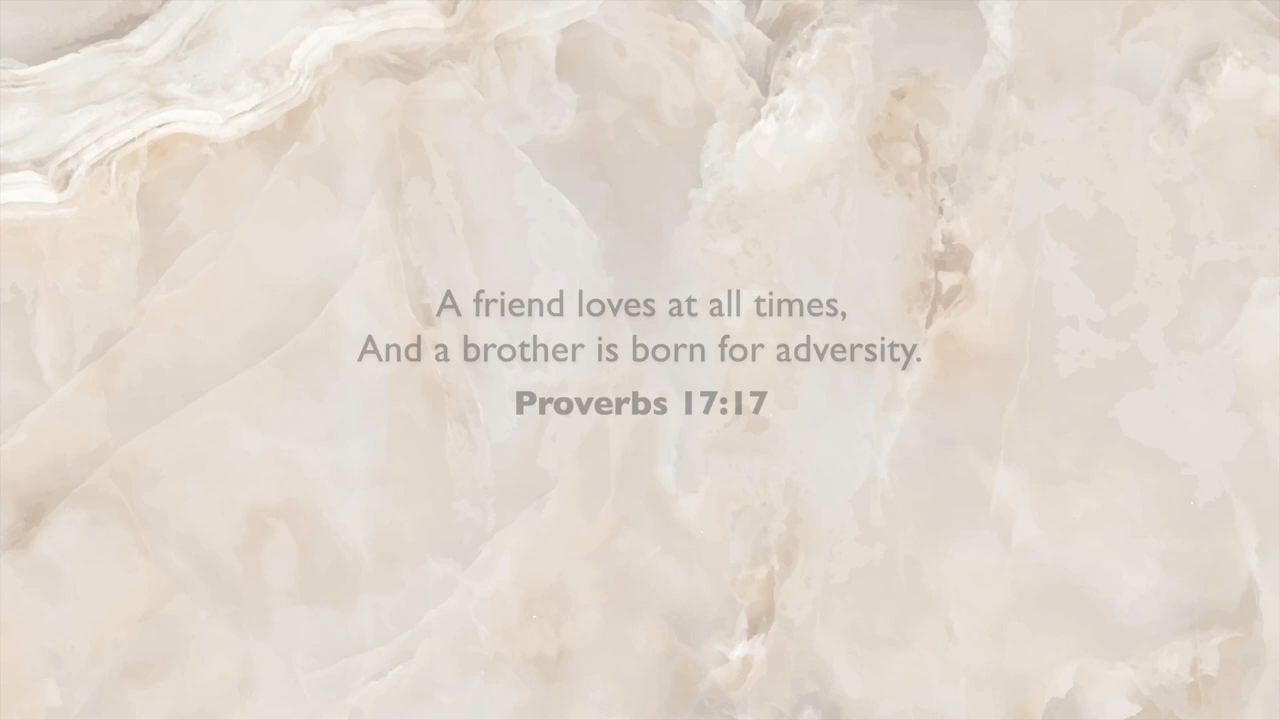 A friend loves at all times,
And a brother is born for adversity.
Proverbs 17:17